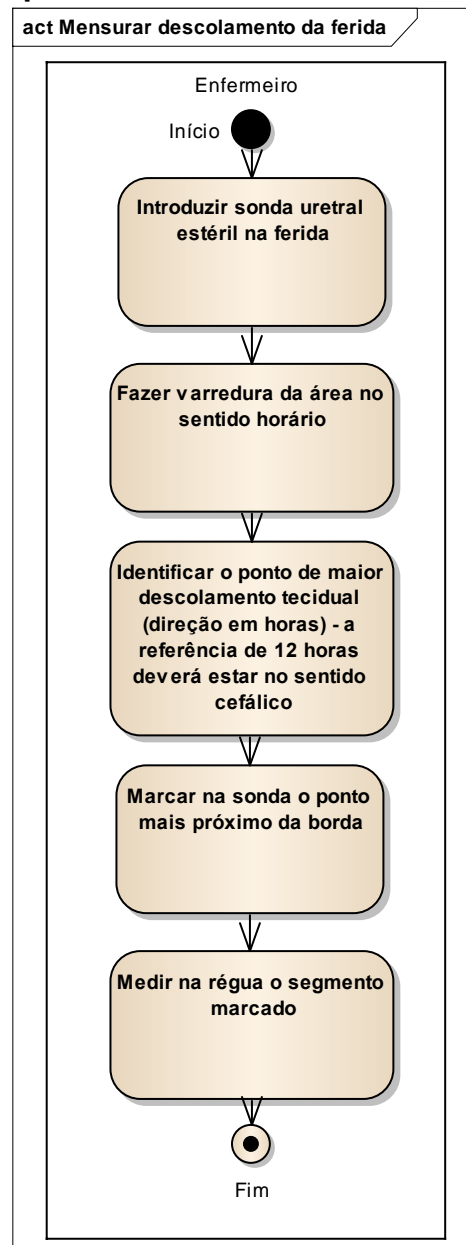 act Mensurar descolamento da ferida
Enfermeiro
Início
Introduzir sonda uretral
estéril na ferida
Fazer varredura da área no
sentido horário
Identificar o ponto de maior
descolamento tecidual
(direção em horas) - a
referência de 12 horas
deverá estar no sentido
cefálico
Marcar na sonda o ponto
mais próximo da borda
Medir na régua o segmento
marcado
Fim